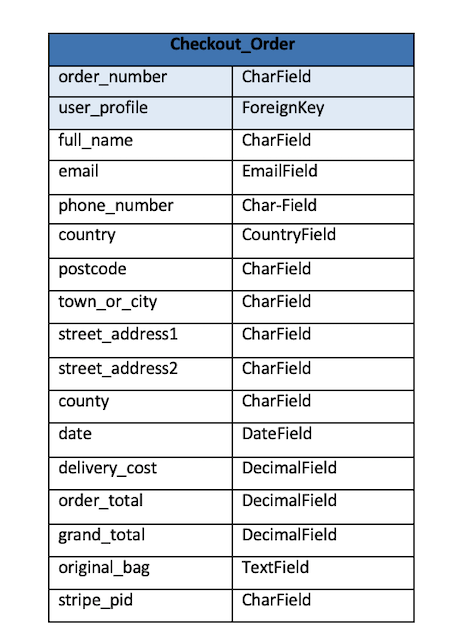 Checkout_Order
order_number CharField
user_profile ForeignKey
full_name CharField
email EmailField
phone_number Char-Field
country CountryField
postcode CharField
town_or_city CharField
street_address1 CharField
street_address2 CharField
county CharField
date DateField
delivery_cost DecimalField
order_total DecimalField
grand_total DecimalField
original_bag TextField
stripe_pid CharField